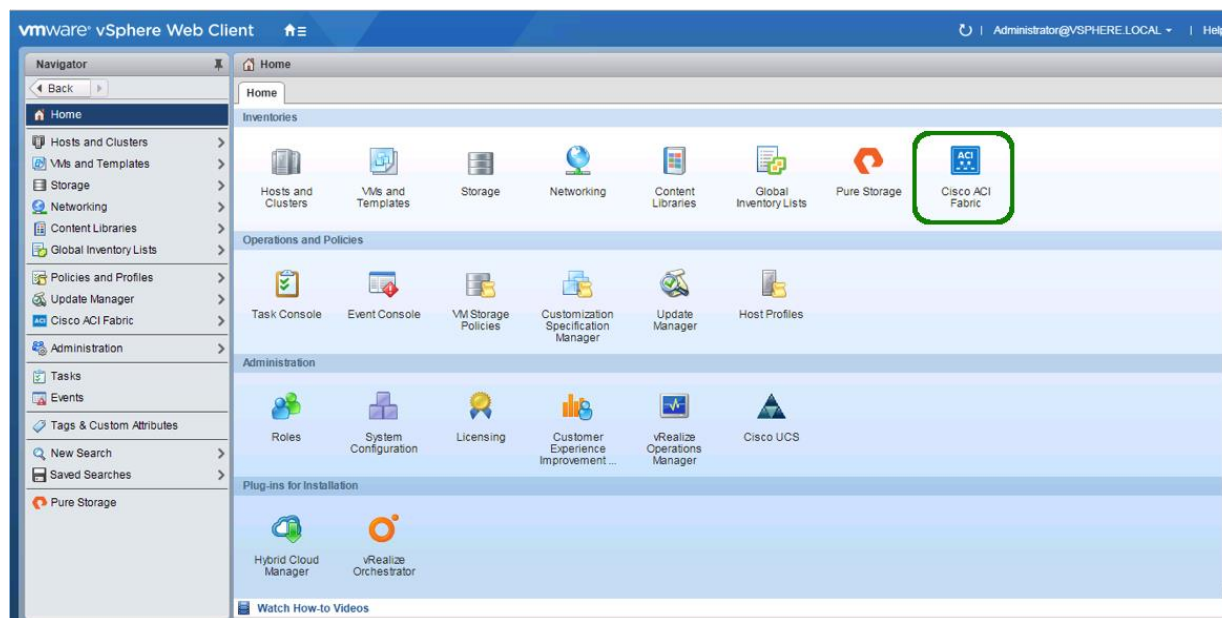 vmware® vSphere Web Client
Administrator@VSPHERE.LOCAL
Help
Navigator
Back
Home
Hosts and Clusters
VMs and Templates
Storage
Networking
Content Libraries
Global Inventory Lists
Policies and Profiles
Update Manager
ACI Cisco ACI Fabric
Administration
Tasks
Events
Tags & Custom Attributes
New Search
Saved Searches
Pure Storage
Home
Home
Inventories
ACI
Hosts and
Clusters
VMs and
Templates
Storage
Networking
Content
Libraries
Global
Inventory Lists
Pure Storage
Cisco ACI
Fabric
Operations and Policies
Task Console
Event Console
VM Storage
Policies
Customization
Specification
Manager
Update
Manager
Host Profiles
Administration
Roles
System
Configuration
Licensing
Customer
Experience
Improvement ...
vRealize
Operations
Manager
Cisco UCS
Plug-ins for Installation
Hybrid Cloud
Manager
vRealize
Orchestrator
Watch How-to Videos